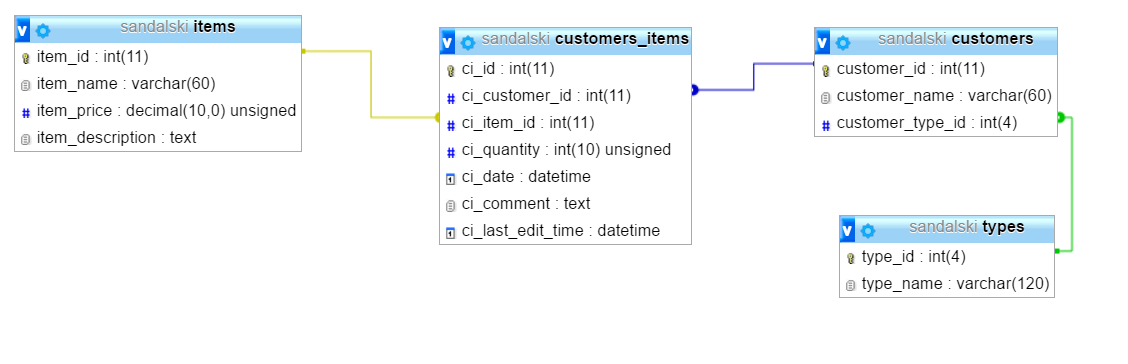 sandalski items
item_id : int(11)
item_name : varchar(60)
item_price : decimal(10,0) unsigned
item_description : text
sandalski customers_items
ci_id : int(11)
ci_customer_id : int(11)
ci_item_id : int(11)
ci_quantity : int(10) unsigned
ci_date : datetime
ci_comment : text
ci_last_edit_time : datetime
sandalski customers
customer_id : int(11)
customer_name : varchar(60)
customer_type_id : int(4)
sandalski types
type_id : int(4)
type_name : varchar(120)